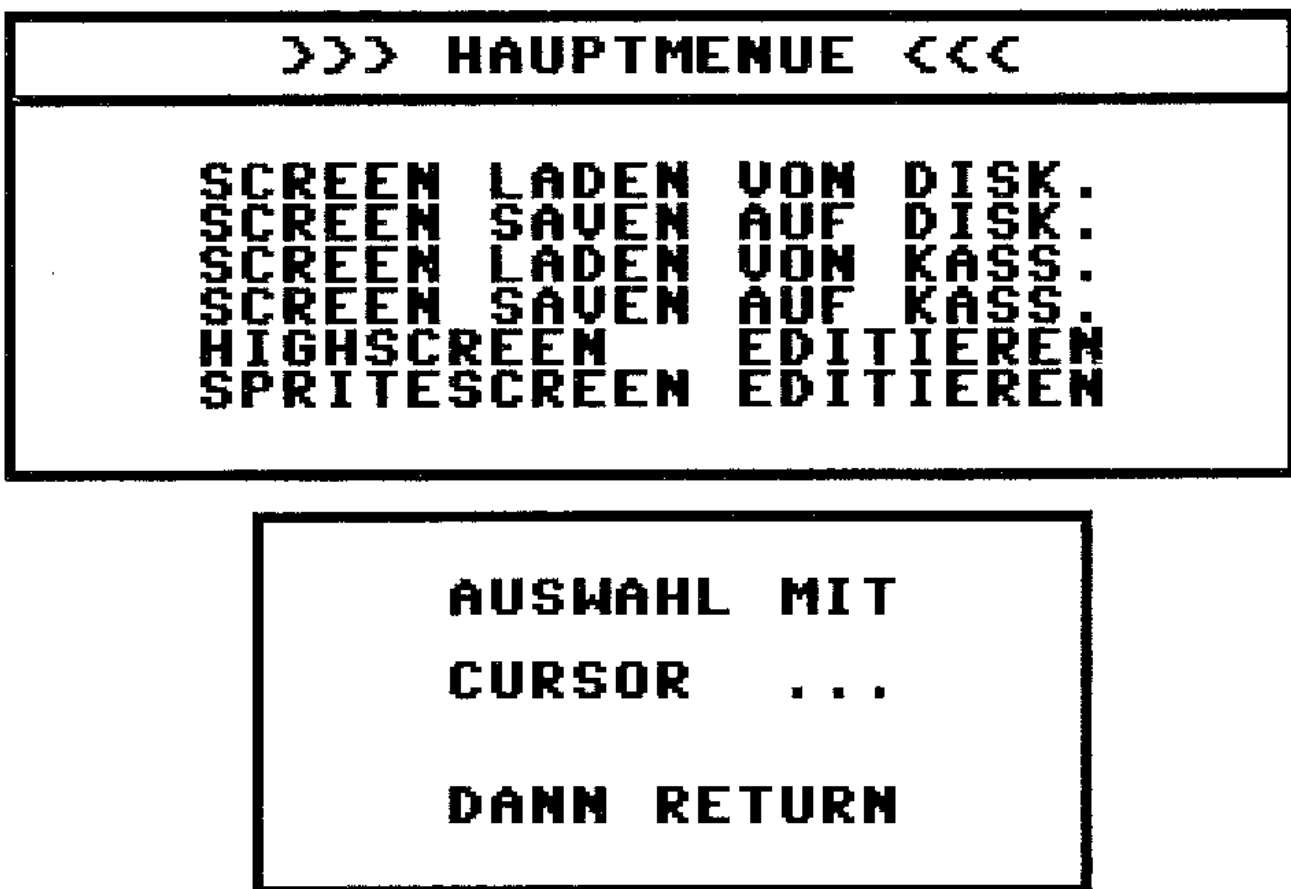 >>> HAUPTMENUE <<<
SCREEN LADEN VON DISK.
SCREEN SAVEN AUF DISK.
SCREEN LADEN VON KASS.
SCREEN SAVEN AUF KASS.
HIGHSCREEN EDITIEREN
SPRITESCREEN EDITIEREN
AUSWAHL MIT
CURSOR ...
DANN RETURN